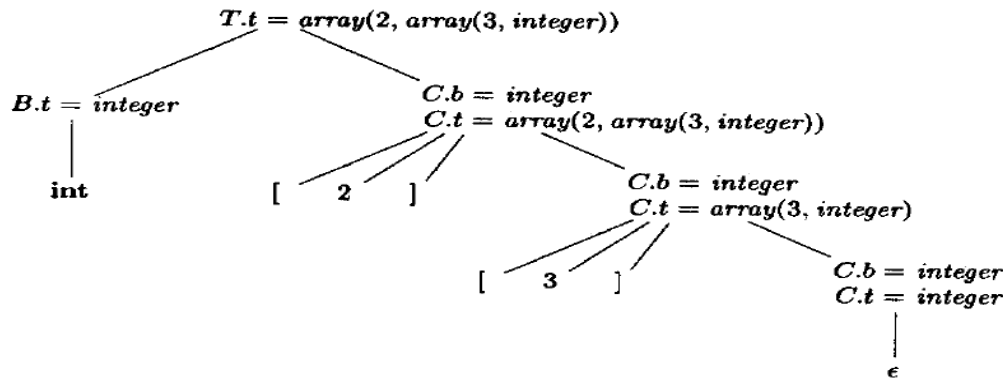 T.t = array(2, array(3, integer))
B.t = integer
C.b = integer
C.t = array(2, array(3, integer))
int
[ 2 ]
C.b = integer
C.t = array(3, integer)
[ 3 ]
C.b = integer
C.t = integer
ϵ